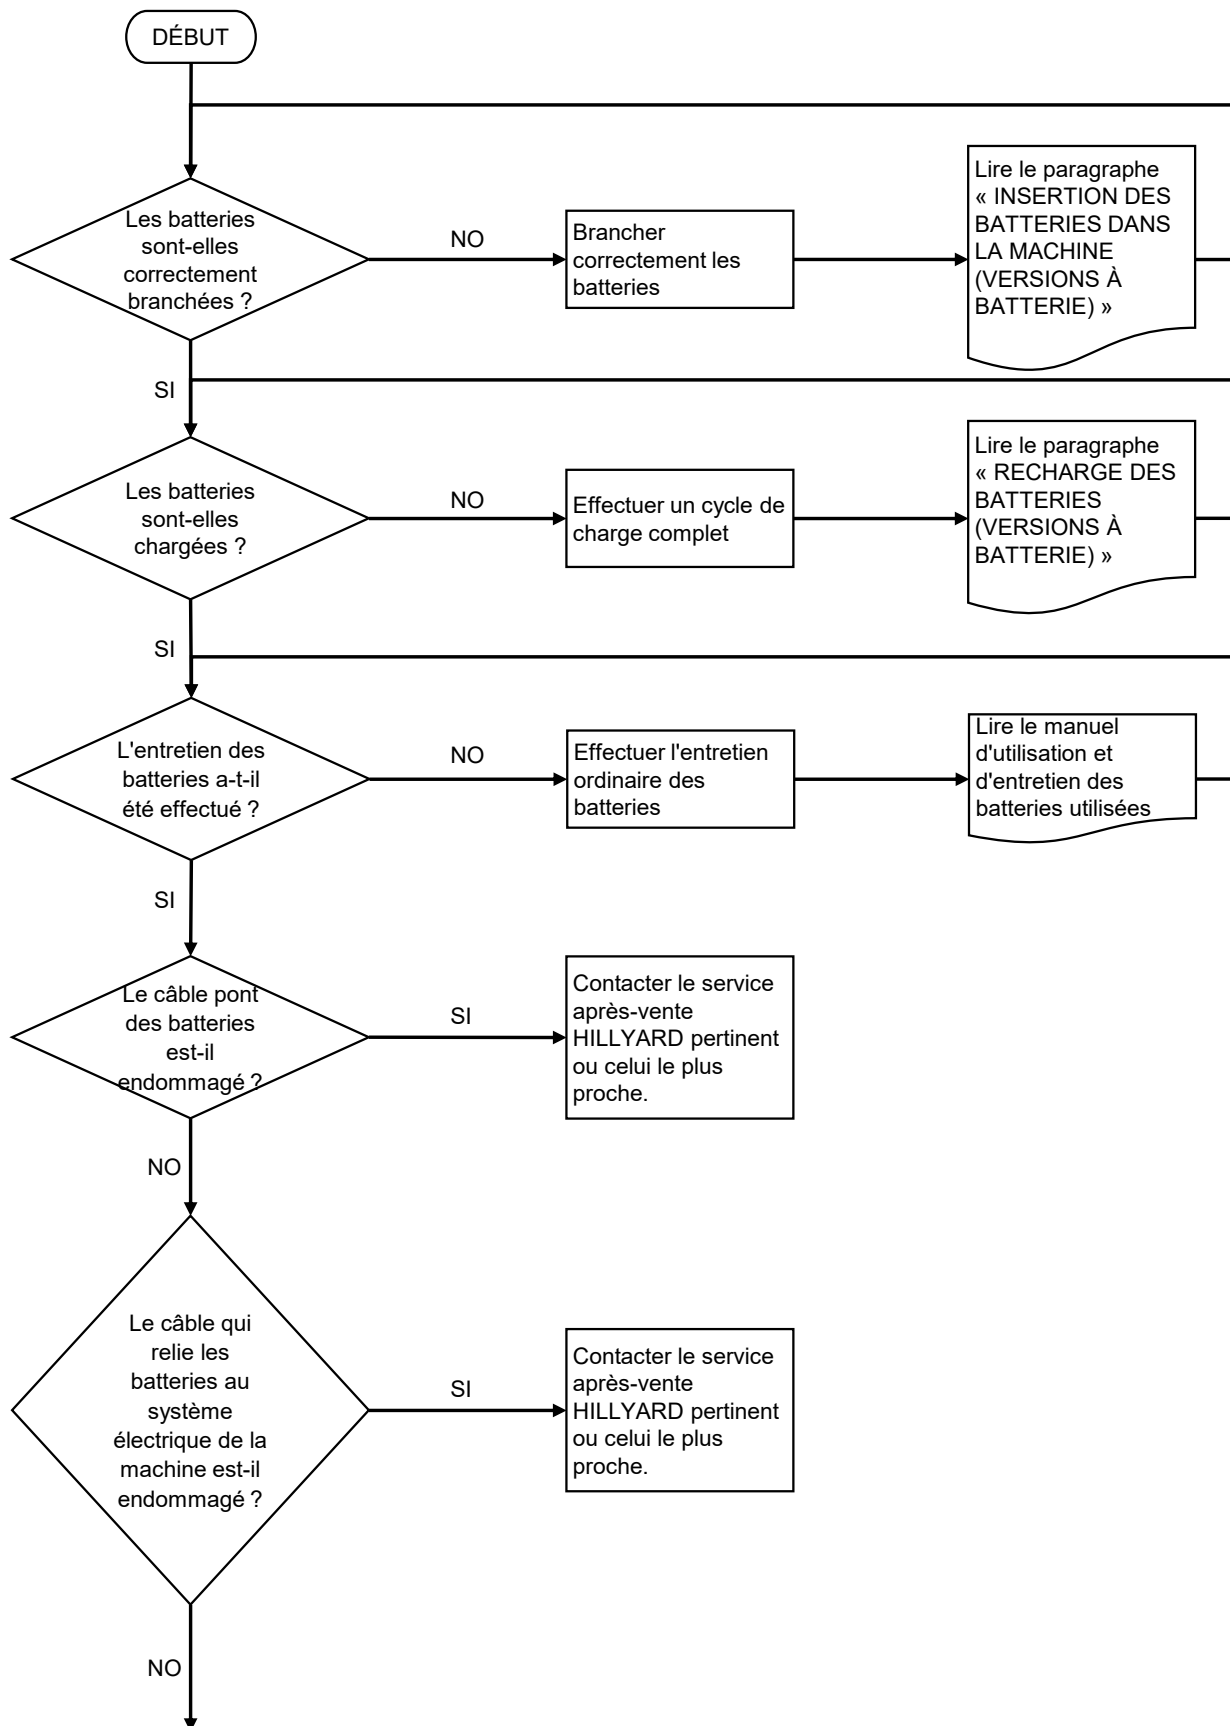 DÉBUT
Les batteries
sont-elles
correctement
branchées ?
NO
Brancher
correctement les
batteries
Lire le paragraphe
« INSERTION DES
BATTERIES DANS
LA MACHINE
(VERSIONS À
BATTERIE) »
SI
Les batteries
sont-elles
chargées ?
NO
Effectuer un cycle de
charge complet
Lire le paragraphe
« RECHARGE DES
BATTERIES
(VERSIONS À
BATTERIE) »
SI
L'entretien des
batteries a-t-il
été effectué ?
NO
Effectuer l'entretien
ordinaire des
batteries
Lire le manuel
d'utilisation et
d'entretien des
batteries utilisées
SI
Le câble pont
des batteries
est-il
endommagé ?
SI
Contacter le service
après-vente
HILLYARD pertinent
ou celui le plus
proche.
NO
Le câble qui
relie les
batteries au
système
électrique de la
machine est-il
endommagé ?
SI
Contacter le service
après-vente
HILLYARD pertinent
ou celui le plus
proche.
NO